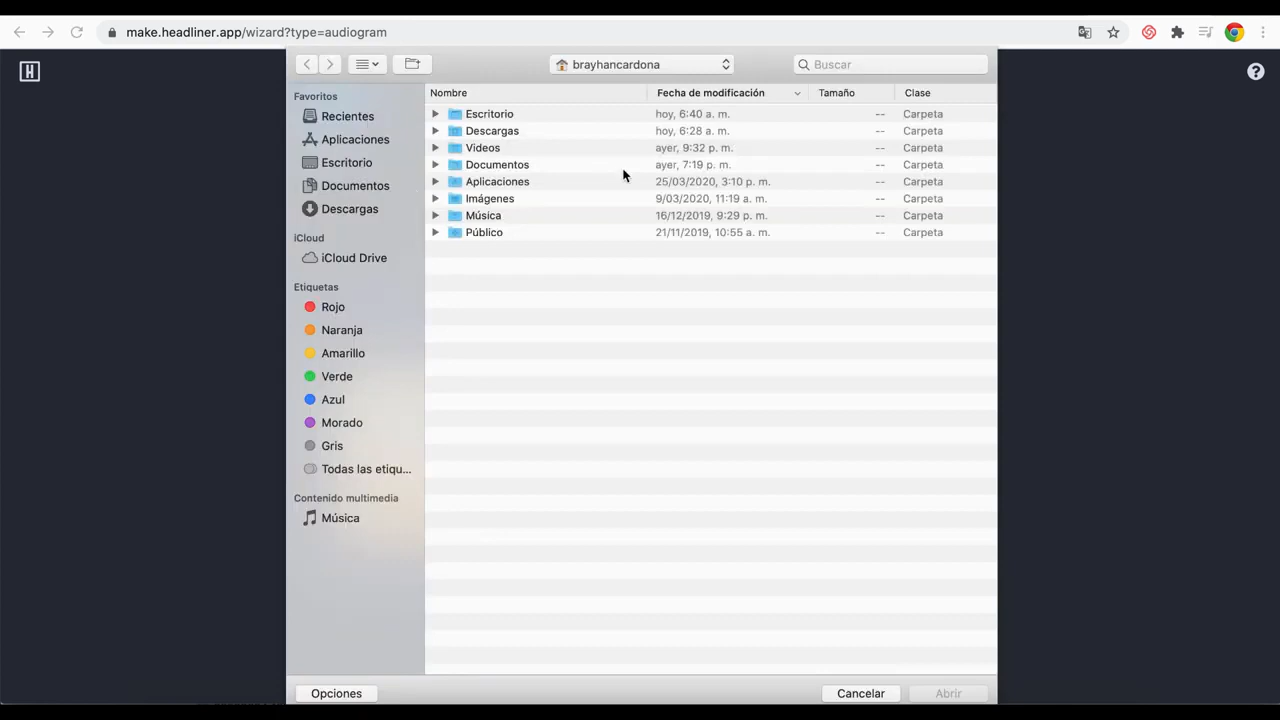 make.headliner.app/wizard?type=audiogram
H
?
brayhancardona
Buscar
Favoritos
Recientes
Aplicaciones
Escritorio
Documentos
Descargas
iCloud
iCloud Drive
Etiquetas
Rojo
Naranja
Amarillo
Verde
Azul
Morado
Gris
Todas las etiqu...
Contenido multimedia
Música
Nombre Fecha de modificación Tamaño Clase
Escritorio hoy, 6:40 a. m. -- Carpeta
Descargas hoy, 6:28 a. m. -- Carpeta
Videos ayer, 9:32 p. m. -- Carpeta
Documentos ayer, 7:19 p. m. -- Carpeta
Aplicaciones 25/03/2020, 3:10 p. m. -- Carpeta
Imágenes 9/03/2020, 11:19 a. m. -- Carpeta
Música 16/12/2019, 9:29 p. m. -- Carpeta
Público 21/11/2019, 10:55 a. m. -- Carpeta
Opciones
Cancelar
Abrir